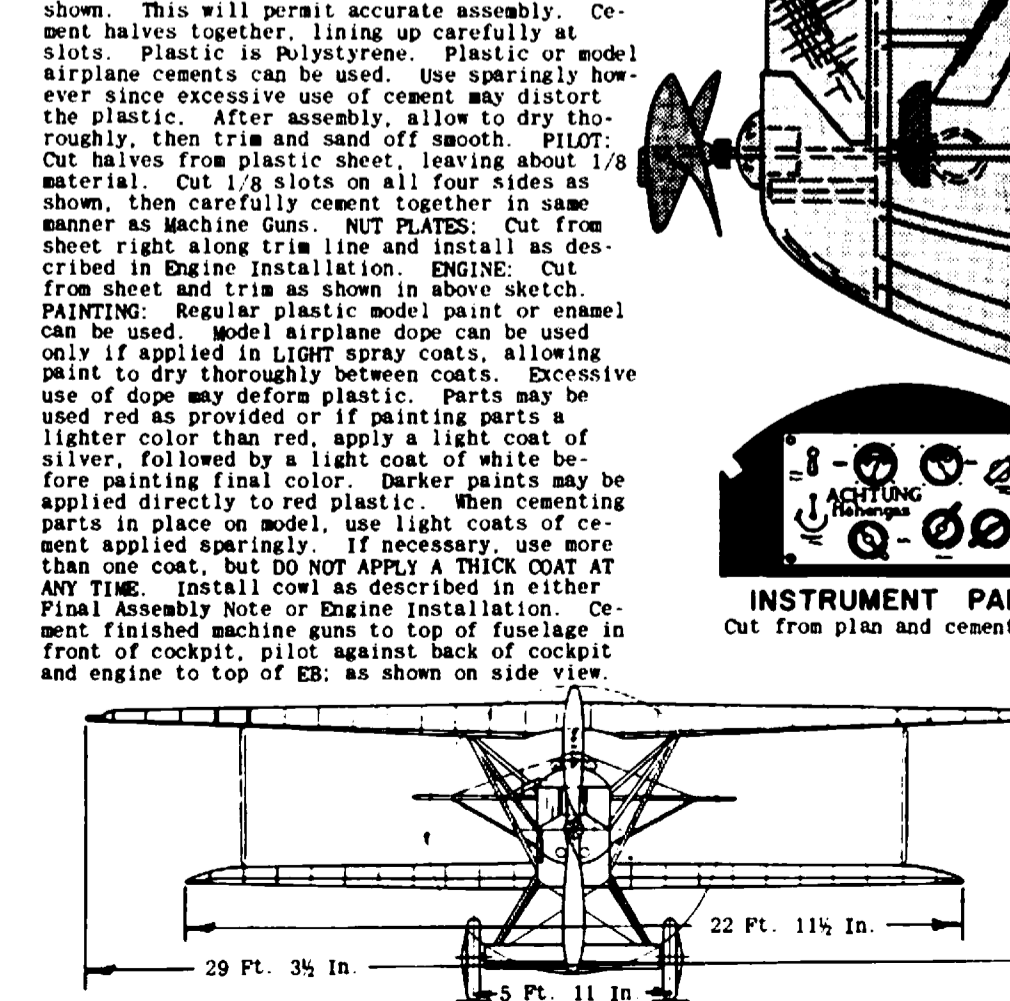 shown. This will permit accurate assembly. Ce-
ment halves together, lining up carefully at
slots. Plastic is Polystyrene. Plastic or model
airplane cements can be used. Use sparingly how-
ever since excessive use of cement may distort
the plastic. After assembly, allow to dry tho-
roughly, then trim and sand off smooth. PILOT:
Cut halves from plastic sheet, leaving about 1/8
material. Cut 1/8 slots on all four sides as
shown, then carefully cement together in same
manner as Machine Guns. NUT PLATES: Cut from
sheet right along trim line and install as des-
cribed in Engine Installation. ENGINE: Cut
from sheet and trim as shown in above sketch.
PAINTING: Regular plastic model paint or enamel
can be used. Model airplane dope can be used
only if applied in LIGHT spray coats, allowing
paint to dry thoroughly between coats. Excessive
use of dope may deform plastic. Parts may be
used red as provided or if painting parts a
lighter color than red, apply a light coat of
silver, followed by a light coat of white be-
fore painting final color. Darker paints may be
applied directly to red plastic. When cementing
parts in place on model, use light coats of ce-
ment applied sparingly. If necessary, use more
than one coat, but DO NOT APPLY A THICK COAT AT
ANY TIME. Install cowl as described in either
Final Assembly Note or Engine Installation. Ce-
ment finished machine guns to top of fuselage in
front of cockpit, pilot against back of cockpit
and engine to top of EB; as shown on side view.
ACHTUNG
Hohengas
INSTRUMENT PA
Cut from plan and cement
22 Ft. 11½ In.
29 Ft. 3½ In.
5 Ft. 11 In